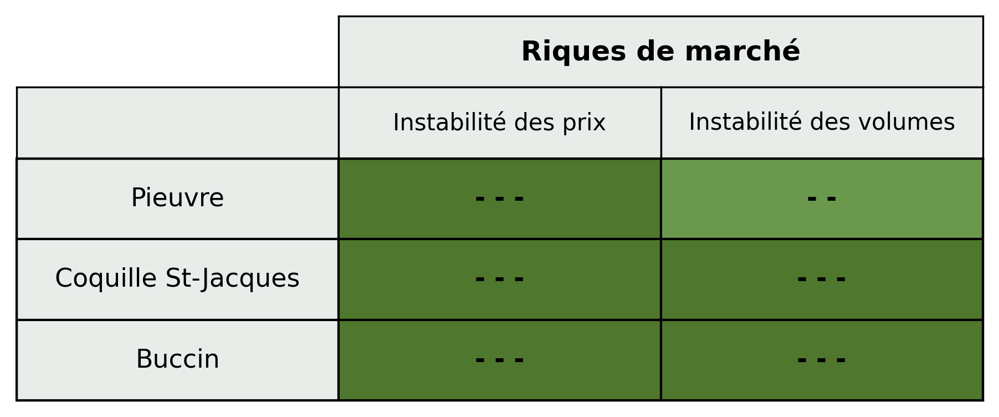 Riques de marché
Instabilité des prix Instabilité des volumes
Pieuvre - - - - -
Coquille St-Jacques - - - - - -
Buccin - - - - - -